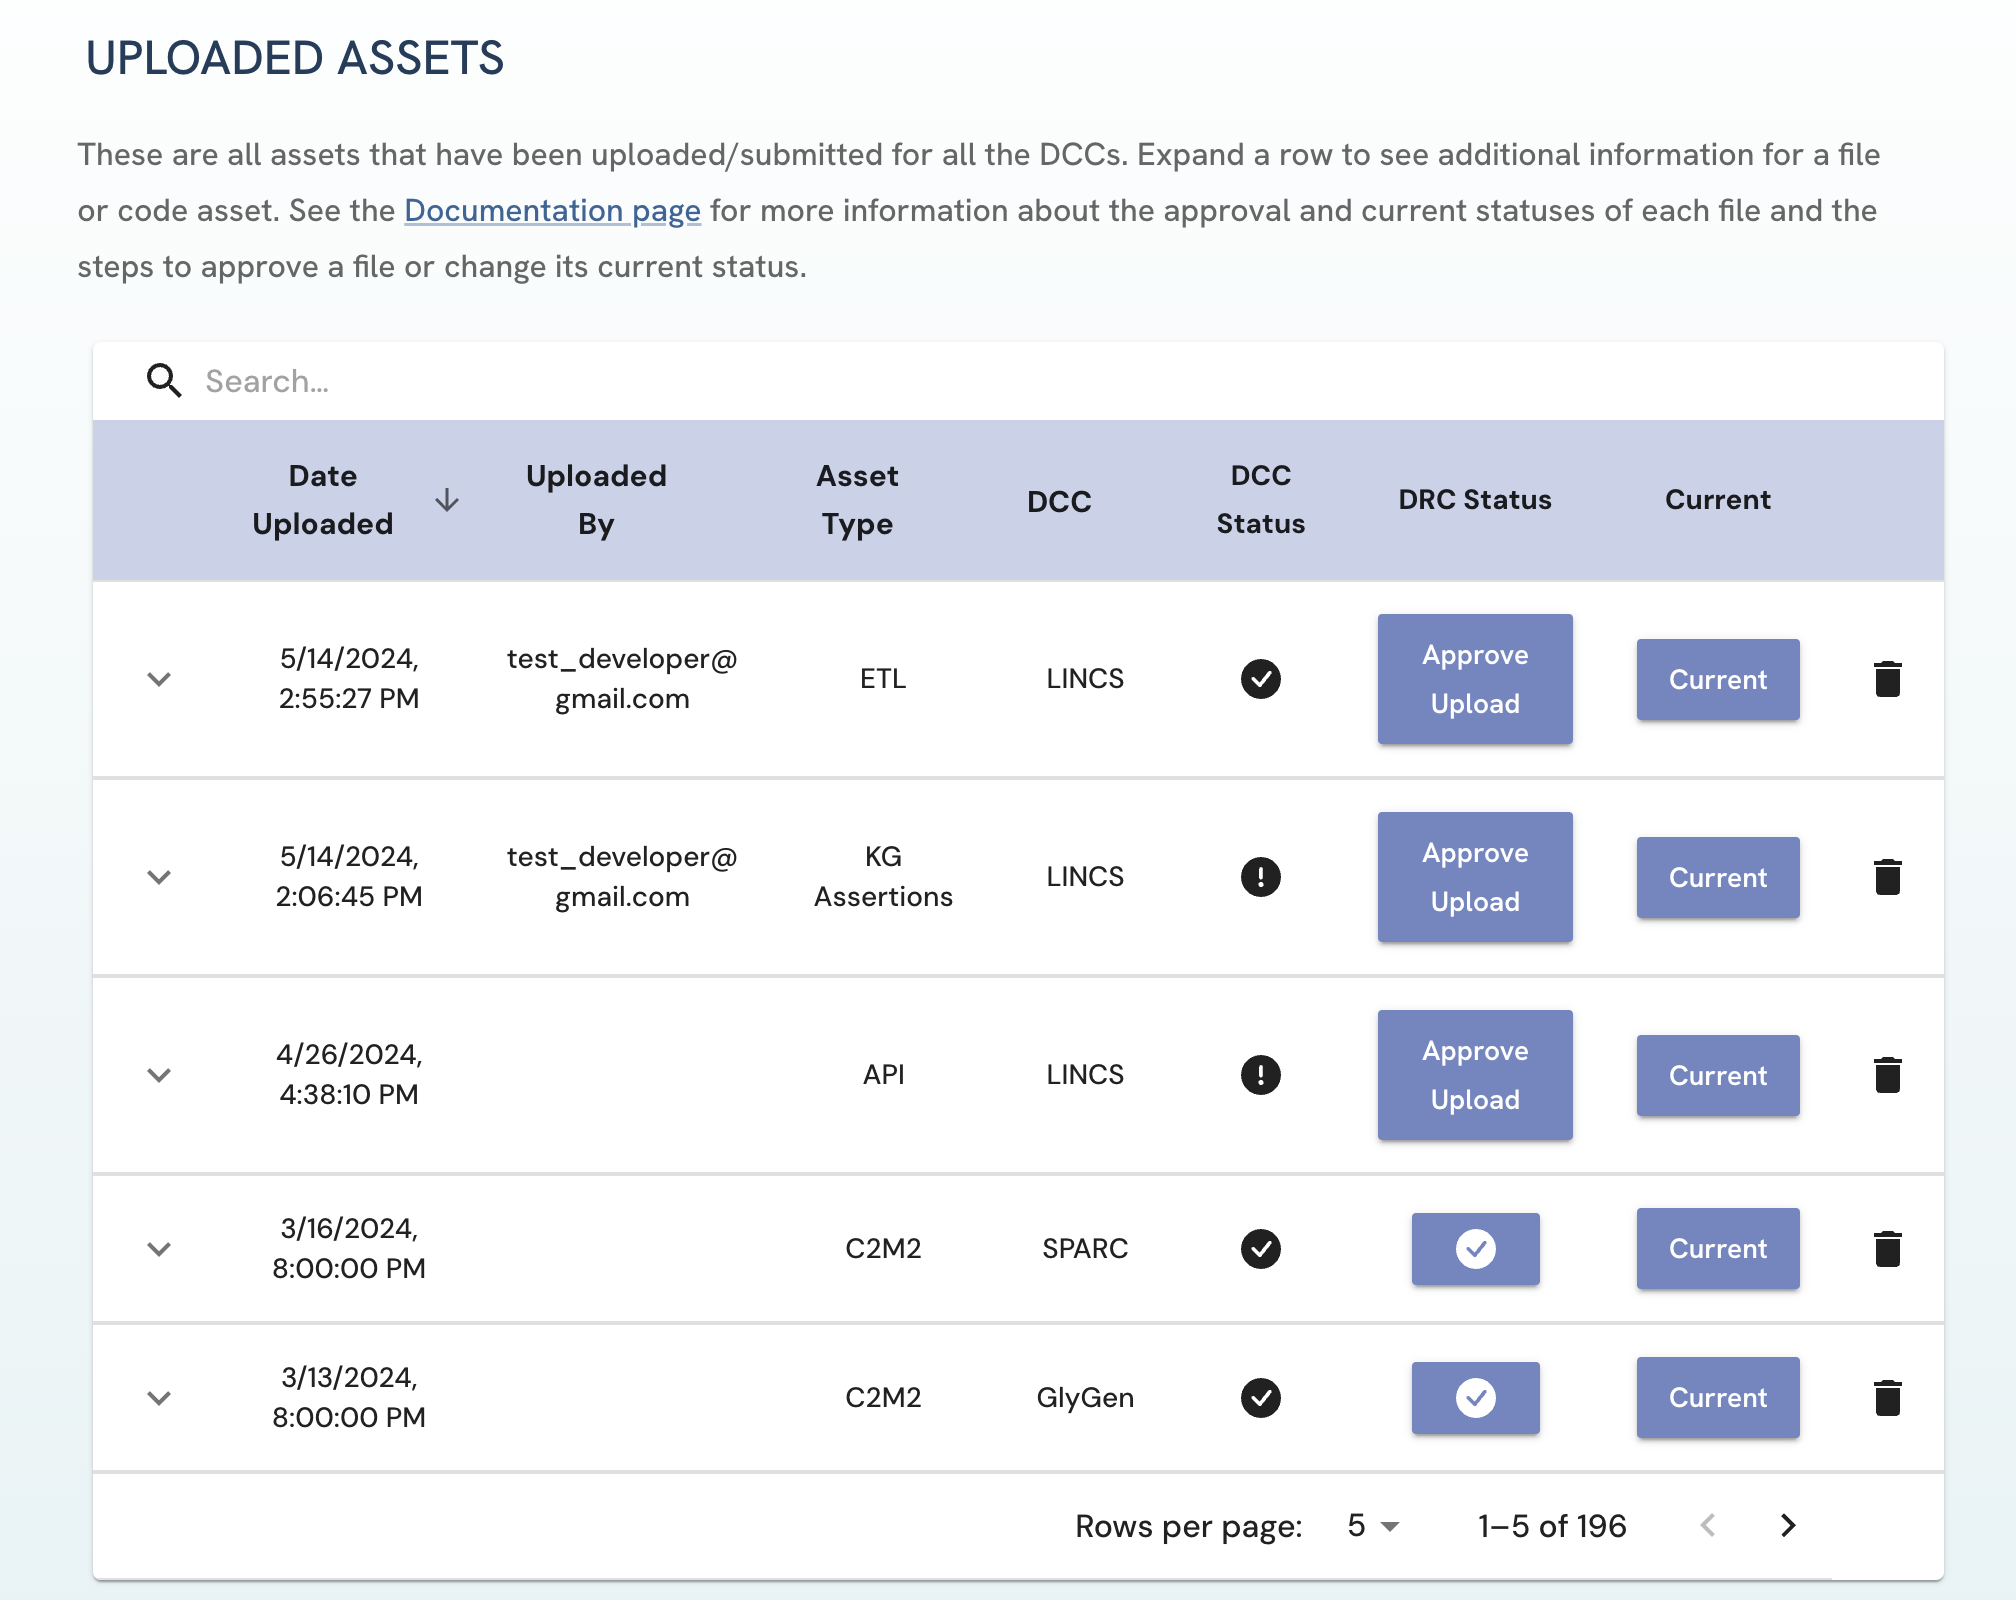 UPLOADED ASSETS
These are all assets that have been uploaded/submitted for all the DCCs. Expand a row to see additional information for a file
or code asset. See the Documentation page for more information about the approval and current statuses of each file and the
steps to approve a file or change its current status.
Search...
Date Uploaded
Uploaded By
Asset Type
DCC
DCC Status
DRC Status
Current
5/14/2024,
2:55:27 PM
test_developer@
gmail.com
ETL
LINCS
Approve
Upload
Current
5/14/2024,
2:06:45 PM
test_developer@
gmail.com
KG
Assertions
LINCS
Approve
Upload
Current
4/26/2024,
4:38:10 PM
API
LINCS
Approve
Upload
Current
3/16/2024,
8:00:00 PM
C2M2
SPARC
Current
3/13/2024,
8:00:00 PM
C2M2
GlyGen
Current
Rows per page: 5 1–5 of 196